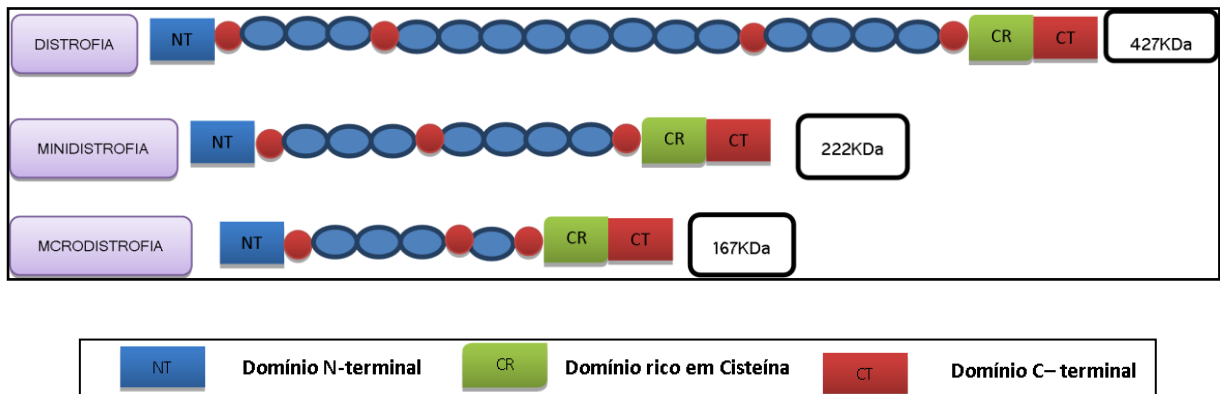 DISTROFIA NT CR CT 427KDa
MINIDISTROFIA NT CR CT 222KDa
MCRODISTROFIA NT CR CT 167KDa
NT Domínio N-terminal CR Domínio rico em Cisteína CT Domínio C– terminal